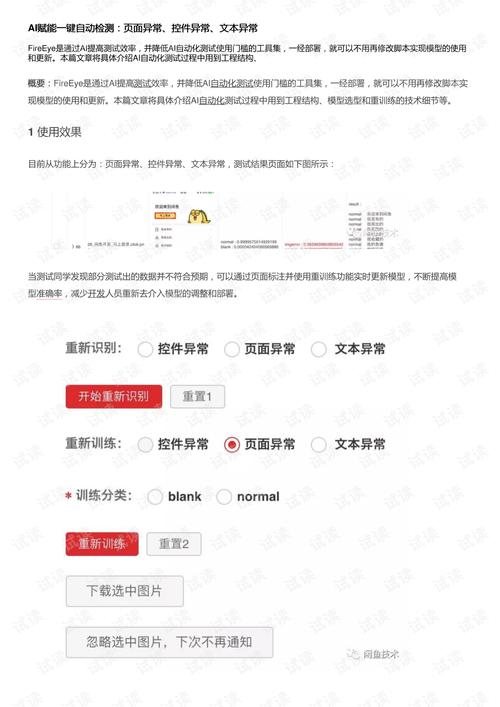 AI赋能一键自动检测：页面异常、控件异常、文本异常
FireEye是通过AI提高测试效率，并降低AI自动化测试使用门槛的工具集，一经部署，就可以不用再修改脚本实现模型的使用
和更新。本篇文章将具体介绍AI自动化测试过程中用到工程结构、
概要：FireEye是通过AI提高测试效率，并降低AI自动化测试使用门槛的工具集，一经部署，就可以不用再修改脚本实
现模型的使用和更新。本篇文章将具体介绍AI自动化测试过程中用到工程结构、模型选型和重训练的技术细节等。
1 使用效果
目前从功能上分为：页面异常、控件异常、文本异常，测试结果页面如下图所示：
欢迎来到闲鱼
result :
normal
blank
闲鱼技术
当测试同学发现部分测试出的数据并不符合预期，可以通过页面标注并使用重训练功能实时更新模型，不断提高模
型准确率，减少开发人员重新去介入模型的调整和部署。
重新识别： 控件异常 页面异常 文本异常
开始重新识别 重置1
重新训练： 控件异常 页面异常 文本异常
* 训练分类： blank normal
重新训练 重置2
下载选中图片
忽略选中图片，下次不再通知
闲鱼技术
试读